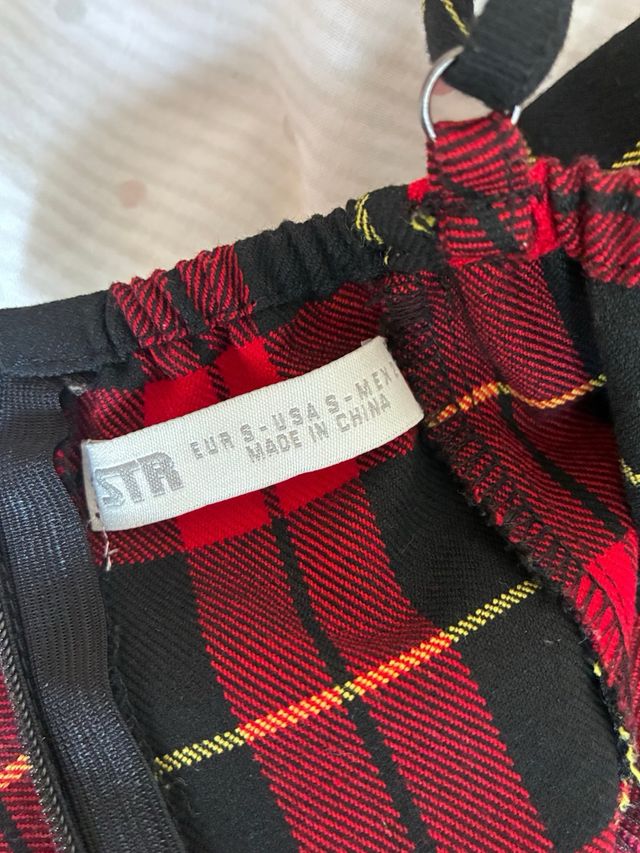 STR
EUR S - USA S - MEX
MADE IN CHINA